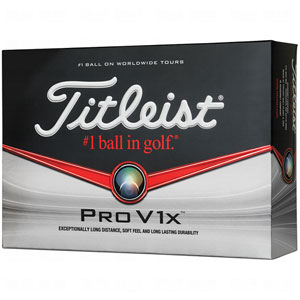 #1 BALL ON WORLDWIDE TOURS
Titleist
#1 ball in golf.®
PRO V1x™
EXCEPTIONALLY LONG DISTANCE, SOFT FEEL AND LONG LASTING DURABILITY